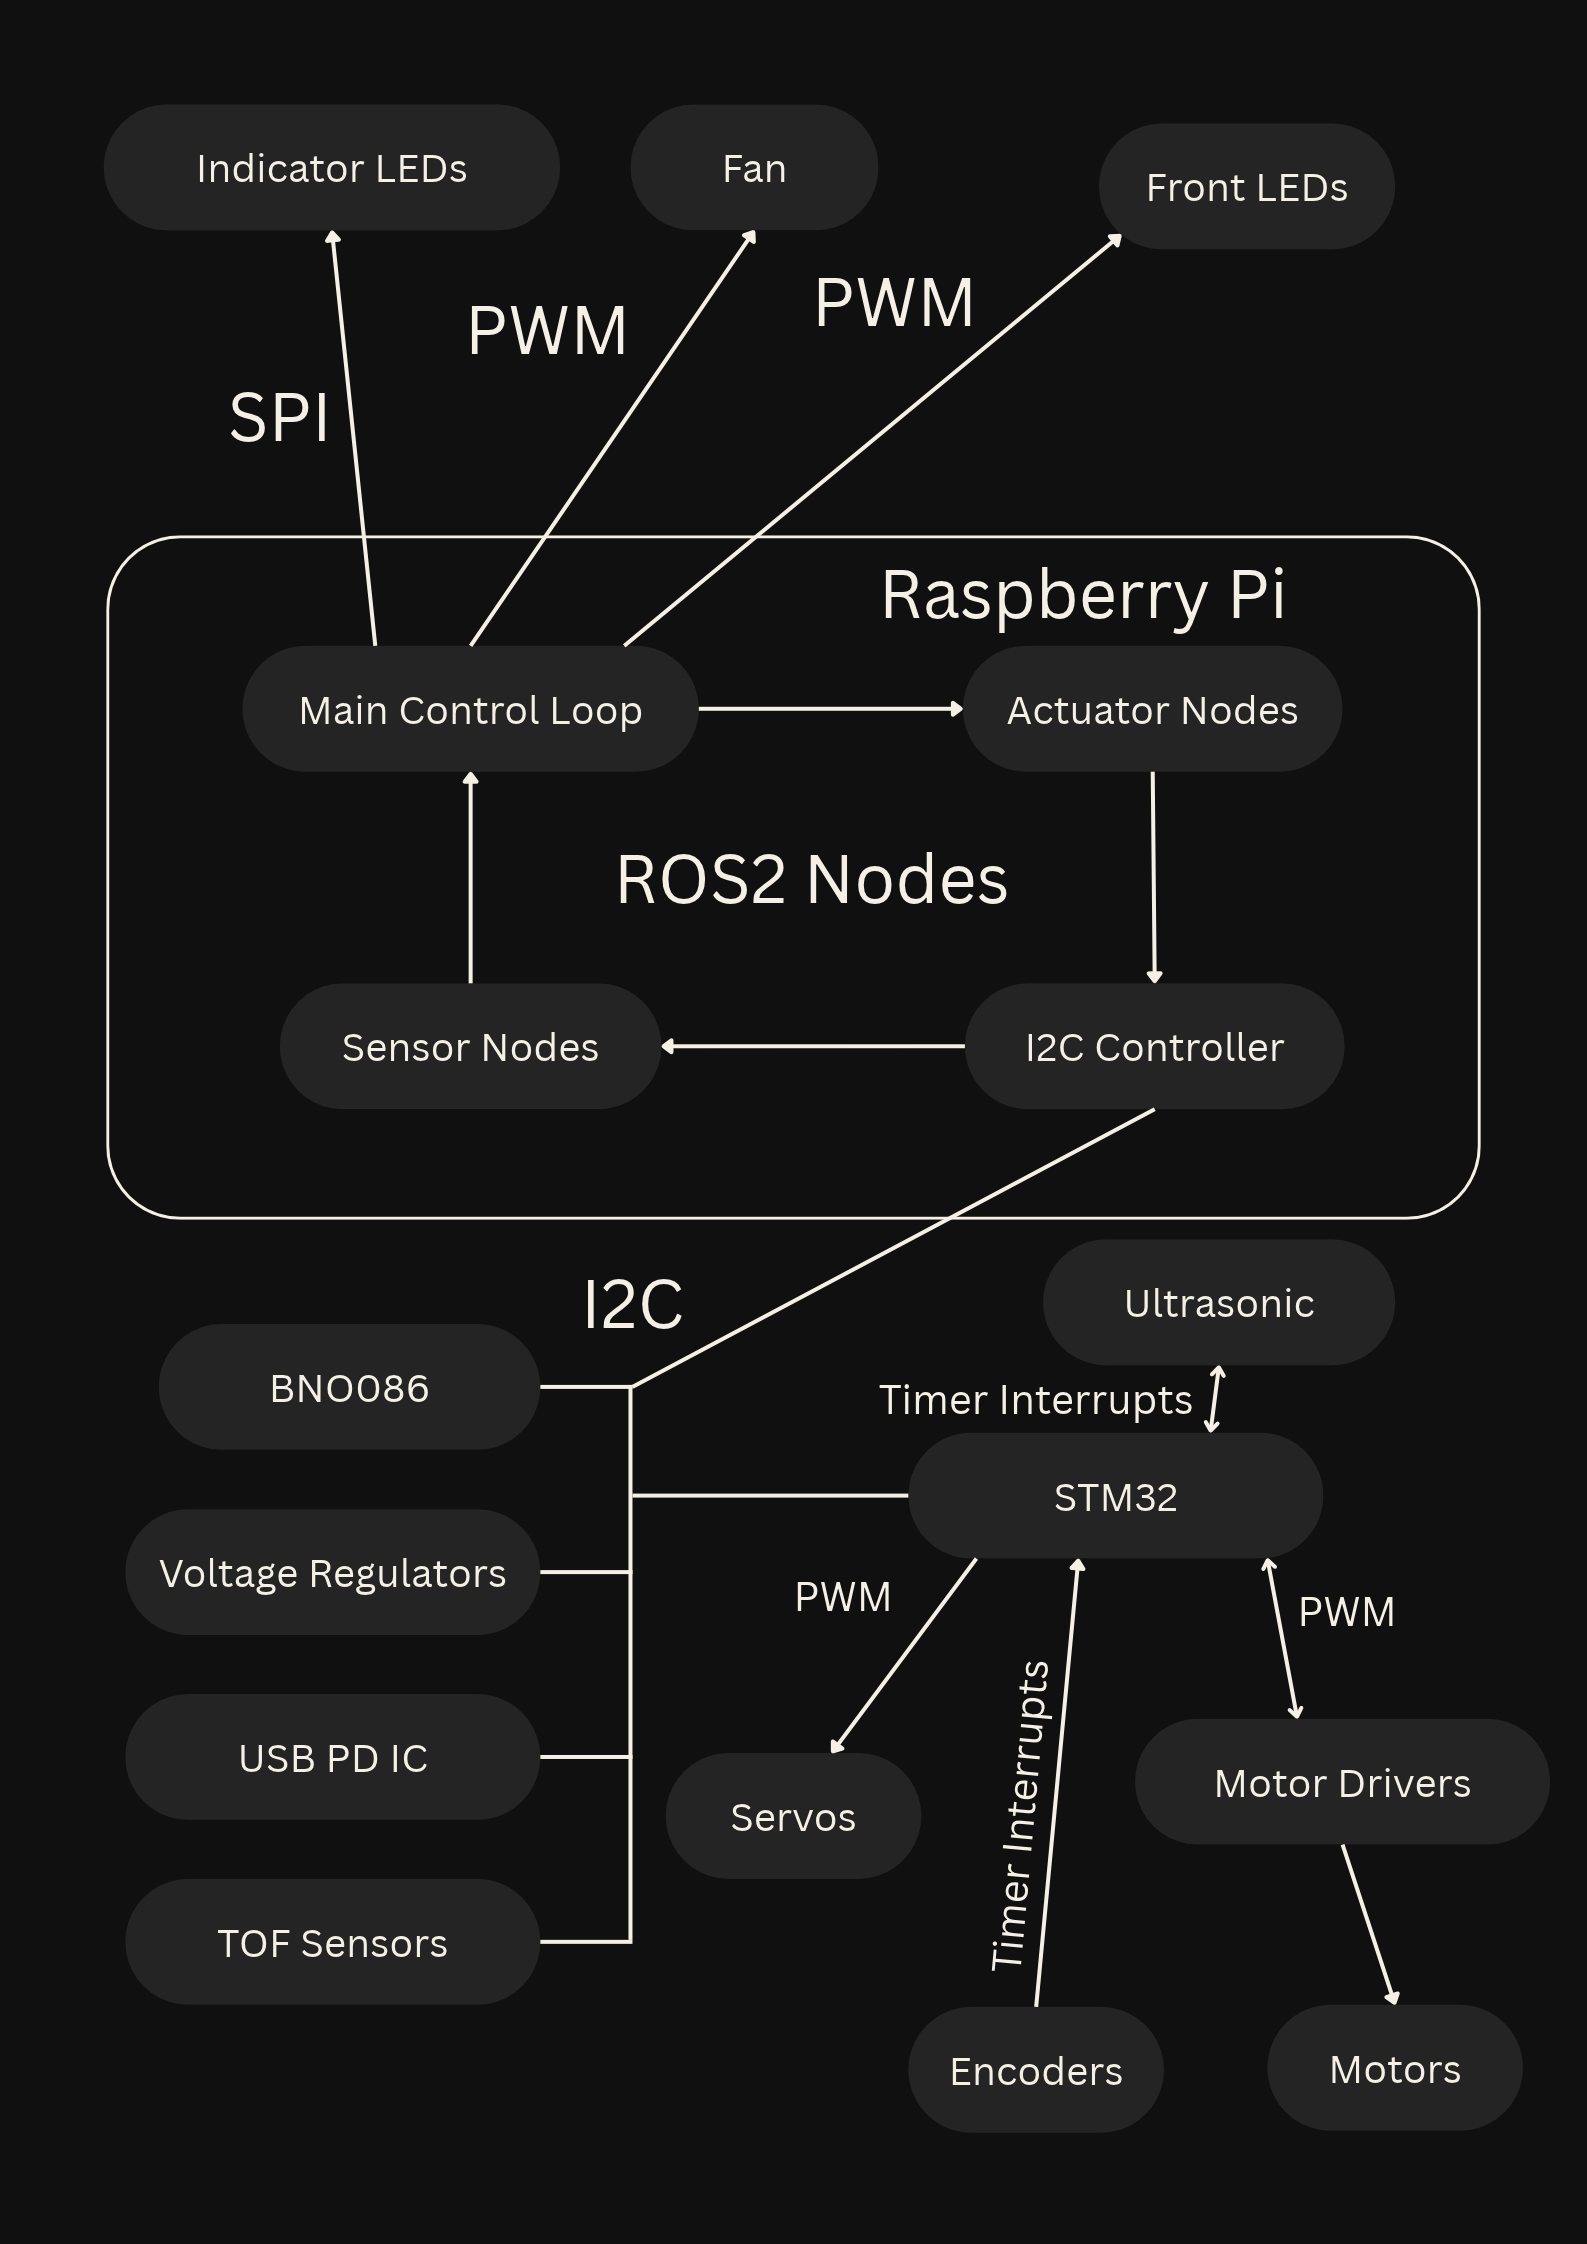 Indicator LEDs
Fan
Front LEDs
PWM
PWM
SPI
Raspberry Pi
Main Control Loop
Actuator Nodes
ROS2 Nodes
Sensor Nodes
I2C Controller
I2C
Ultrasonic
BNO086
Timer Interrupts
STM32
Voltage Regulators
PWM
PWM
Timer Interrupts
USB PD IC
Motor Drivers
Servos
TOF Sensors
Encoders
Motors